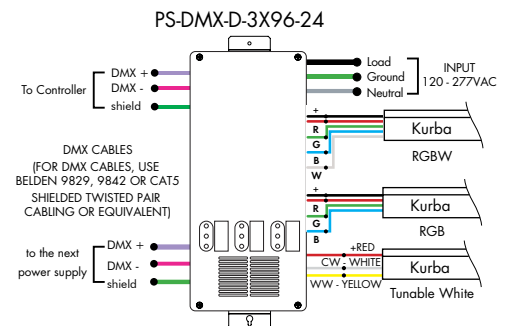 PS-DMX-D-3X96-24
To Controller
DMX +
DMX -
shield
Load
Ground
Neutral
INPUT
120 - 277VAC
+
R
G
B
W
Kurba
RGBW
DMX CABLES
(FOR DMX CABLES, USE
BELDEN 9829, 9842 OR CAT5
SHIELDED TWISTED PAIR
CABLING OR EQUIVALENT)
+
R
G
B
Kurba
RGB
to the next
power supply
DMX +
DMX -
shield
+RED
CW - WHITE
WW - YELLOW
Kurba
Tunable White